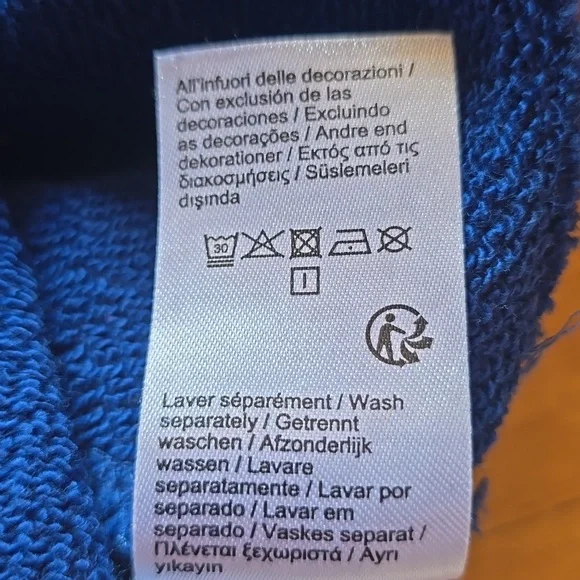 All'infuori delle decorazioni /
Con exclusión de las
decoraciones / Excluindo
as decorações / Andre end
dekorationer / Εκτός από τις
διακοσμήσεις / Süslemeleri
dışında
30
I
Laver séparément / Wash
separately / Getrennt
waschen / Afzonderlijk
wassen / Lavare
separatamente / Lavar por
separado / Lavar em
separado / Vaskes separat /
Πλένεται ξεχωριστά / Ayrı
yıkayın